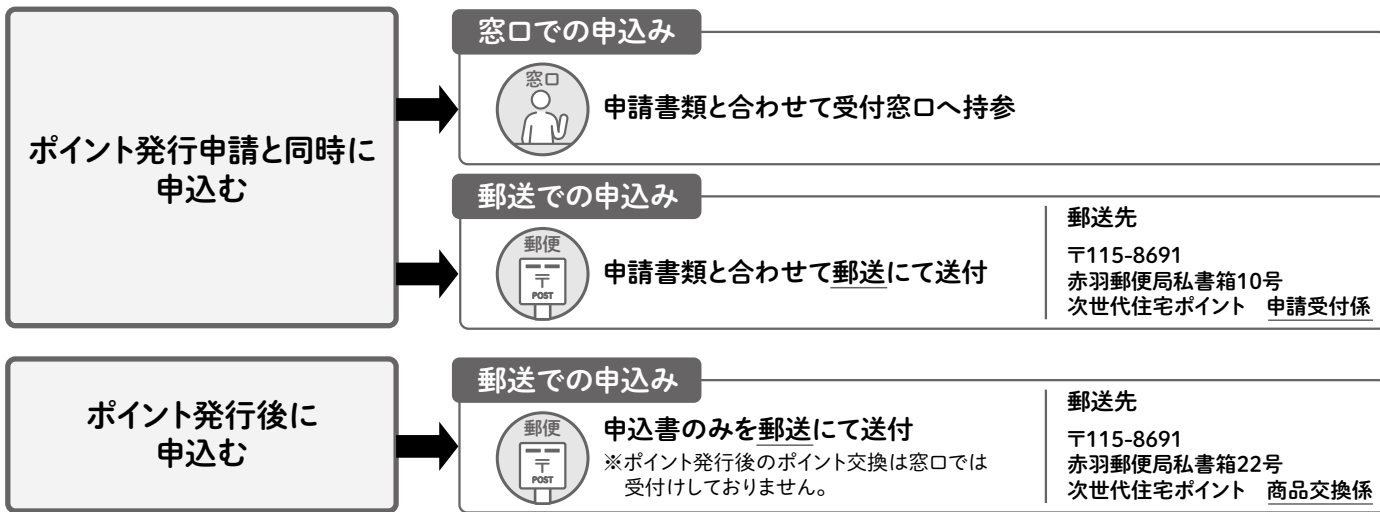 ポイント発行申請と同時に
申込む
窓口での申込み
窓口
申請書類と合わせて受付窓口へ持参
郵送での申込み
郵便
〒
POST
申請書類と合わせて郵送にて送付
郵送先
〒115-8691
赤羽郵便局私書箱10号
次世代住宅ポイント　申請受付係
ポイント発行後に
申込む
郵送での申込み
郵便
〒
POST
申込書のみを郵送にて送付
※ポイント発行後のポイント交換は窓口では
受付けしておりません。
郵送先
〒115-8691
赤羽郵便局私書箱22号
次世代住宅ポイント　商品交換係